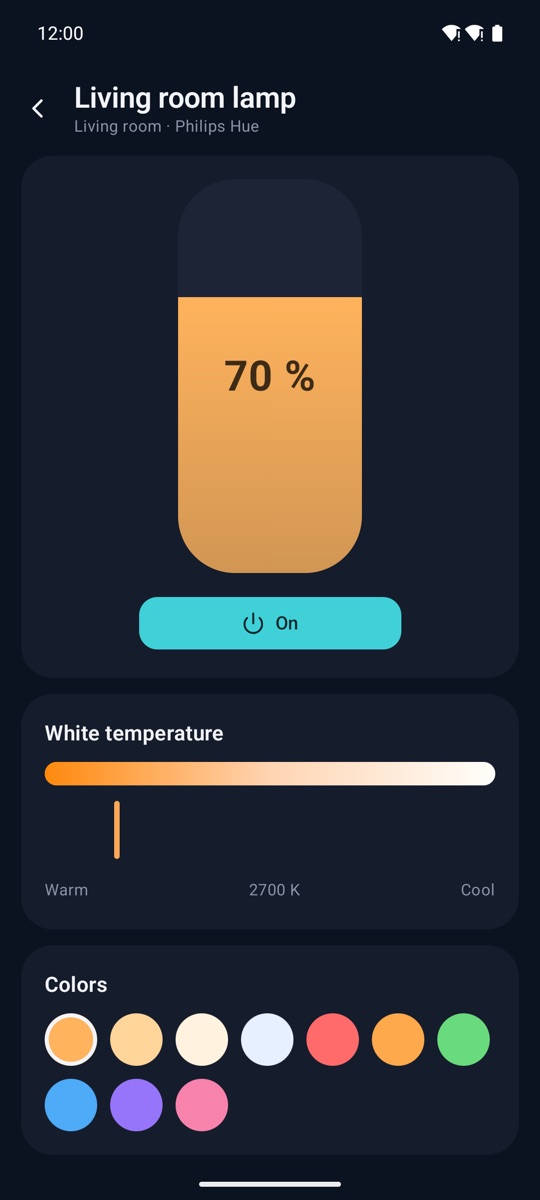 12:00
Living room lamp
Living room · Philips Hue
70 %
On
White temperature
Warm 2700 K Cool
Colors